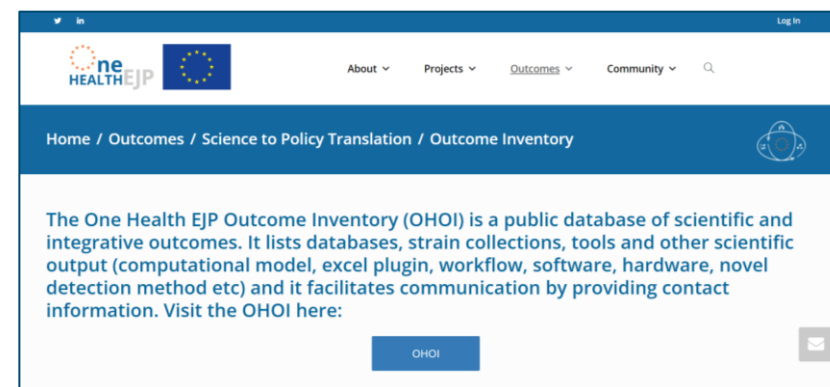 Log In
One
HEALTHEJP
About Projects Outcomes Community
Home / Outcomes / Science to Policy Translation / Outcome Inventory
The One Health EJP Outcome Inventory (OHOI) is a public database of scientific and
integrative outcomes. It lists databases, strain collections, tools and other scientific
output (computational model, excel plugin, workflow, software, hardware, novel
detection method etc) and it facilitates communication by providing contact
information. Visit the OHOI here:
OHOI